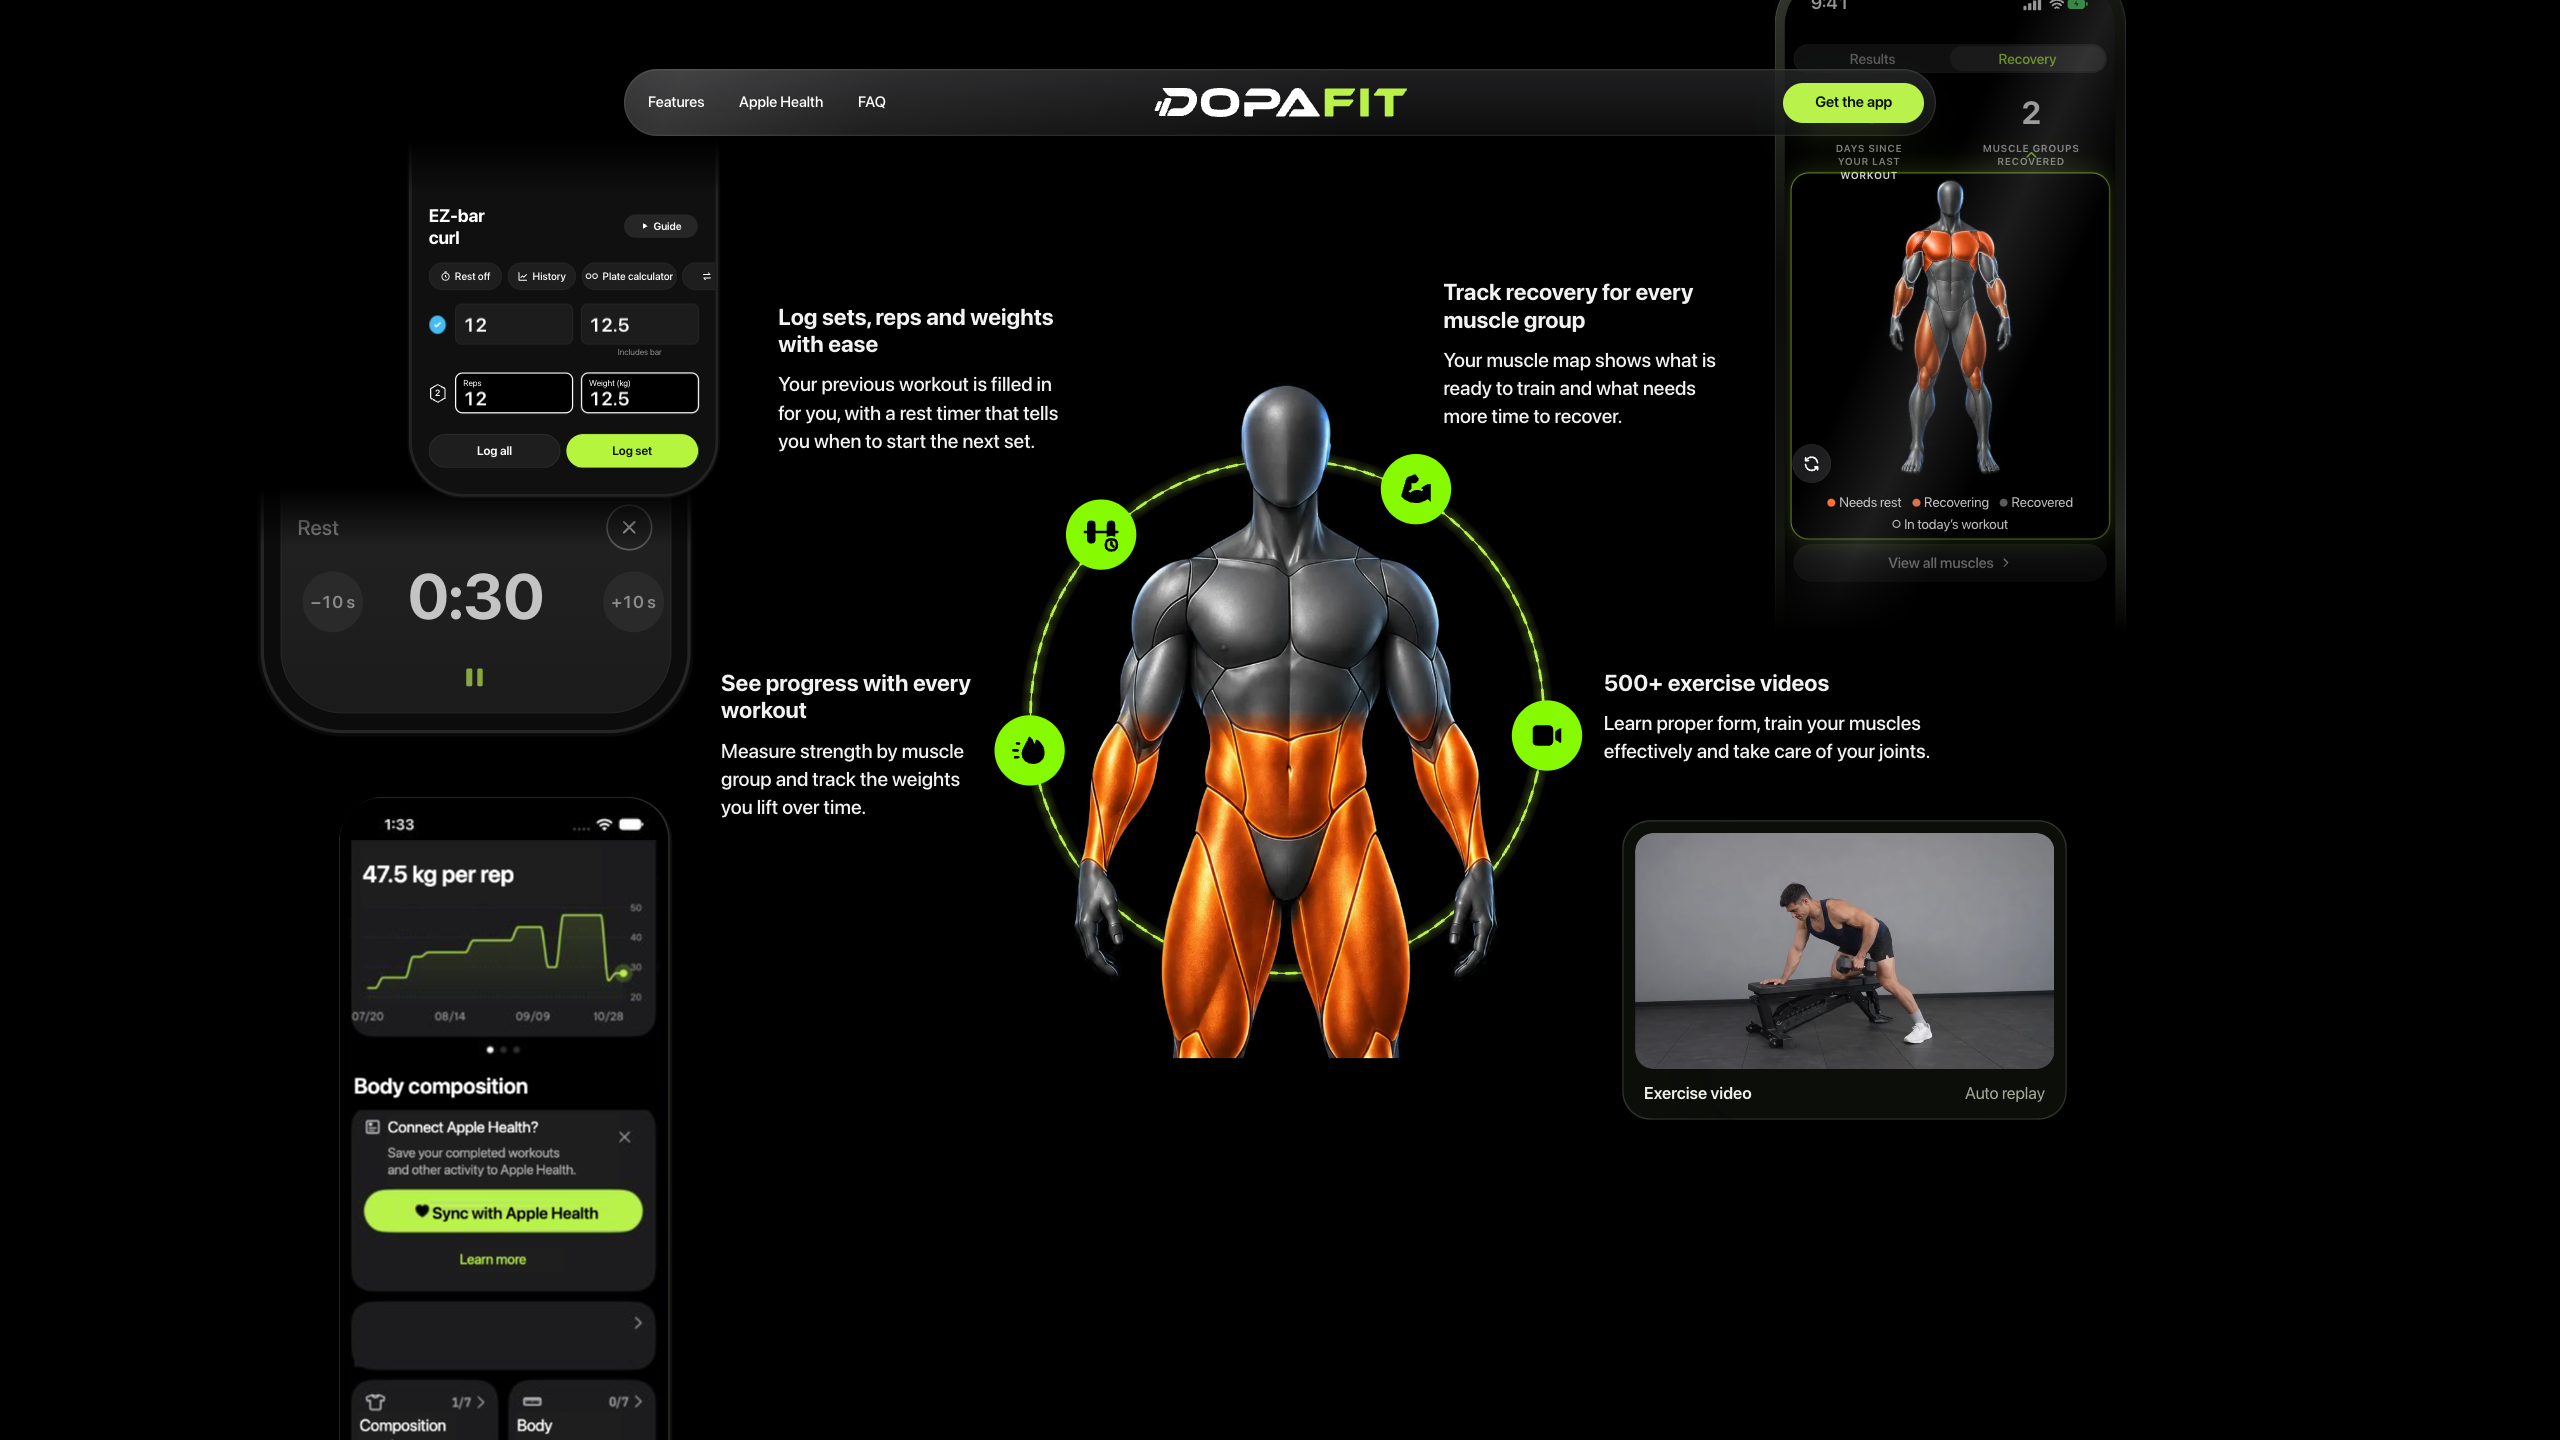 Features
Apple Health
FAQ
DOPAFIT
Get the app
9:41
Results
Recovery
2
DAYS SINCE
YOUR LAST
WORKOUT
MUSCLE GROUPS
RECOVERED
Needs rest
Recovering
Recovered
In today's workout
View all muscles
EZ-bar
curl
Guide
Rest off
History
Plate calculator
12
12.5
Includes bar
2
Reps
12
Weight (kg)
12.5
Log all
Log set
Rest
−10 s
0:30
+10 s
Log sets, reps and weights
with ease
Your previous workout is filled in
for you, with a rest timer that tells
you when to start the next set.
Track recovery for every
muscle group
Your muscle map shows what is
ready to train and what needs
more time to recover.
See progress with every
workout
Measure strength by muscle
group and track the weights
you lift over time.
500+ exercise videos
Learn proper form, train your muscles
effectively and take care of your joints.
Exercise video
Auto replay
1:33
47.5 kg per rep
50
40
30
20
07/20
08/14
09/09
10/28
Body composition
Connect Apple Health?
Save your completed workouts
and other activity to Apple Health.
Sync with Apple Health
Learn more
1/7
Composition
0/7
Body